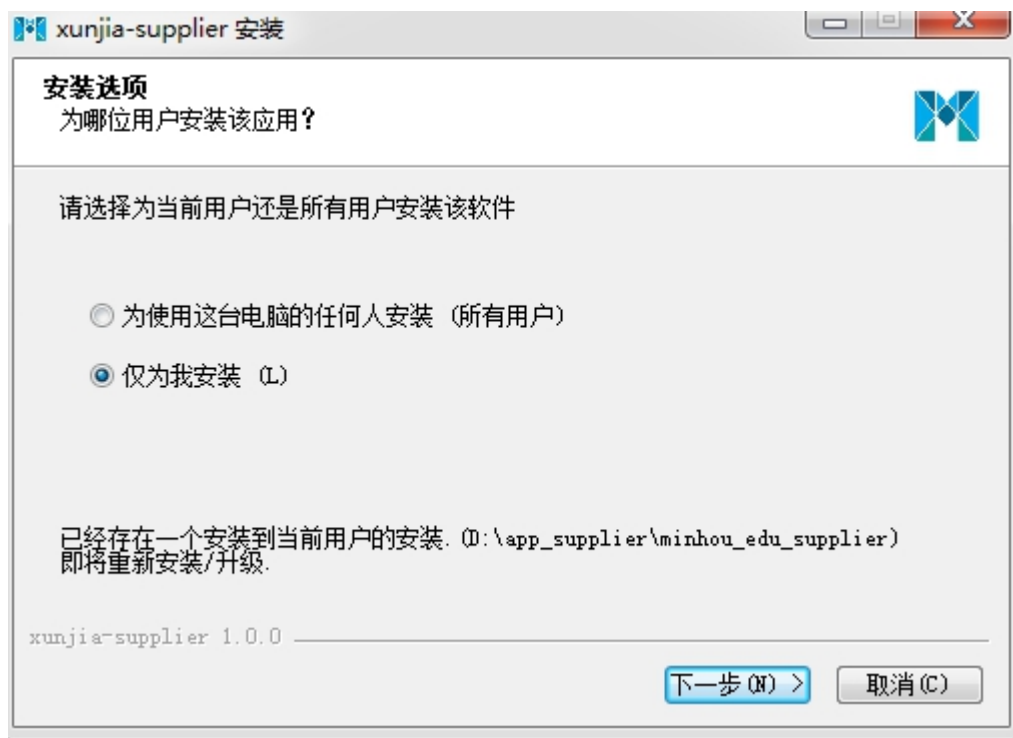 xunjia-supplier 安装
安装选项
为哪位用户安装该应用？
请选择为当前用户还是所有用户安装该软件
为使用这台电脑的任何人安装 (所有用户)
仅为我安装 (L)
已经存在一个安装到当前用户的安装. (D:\app_supplier\minhou_edu_supplier)
即将重新安装/升级.
xunjia-supplier 1.0.0
下一步(N) >
取消(C)